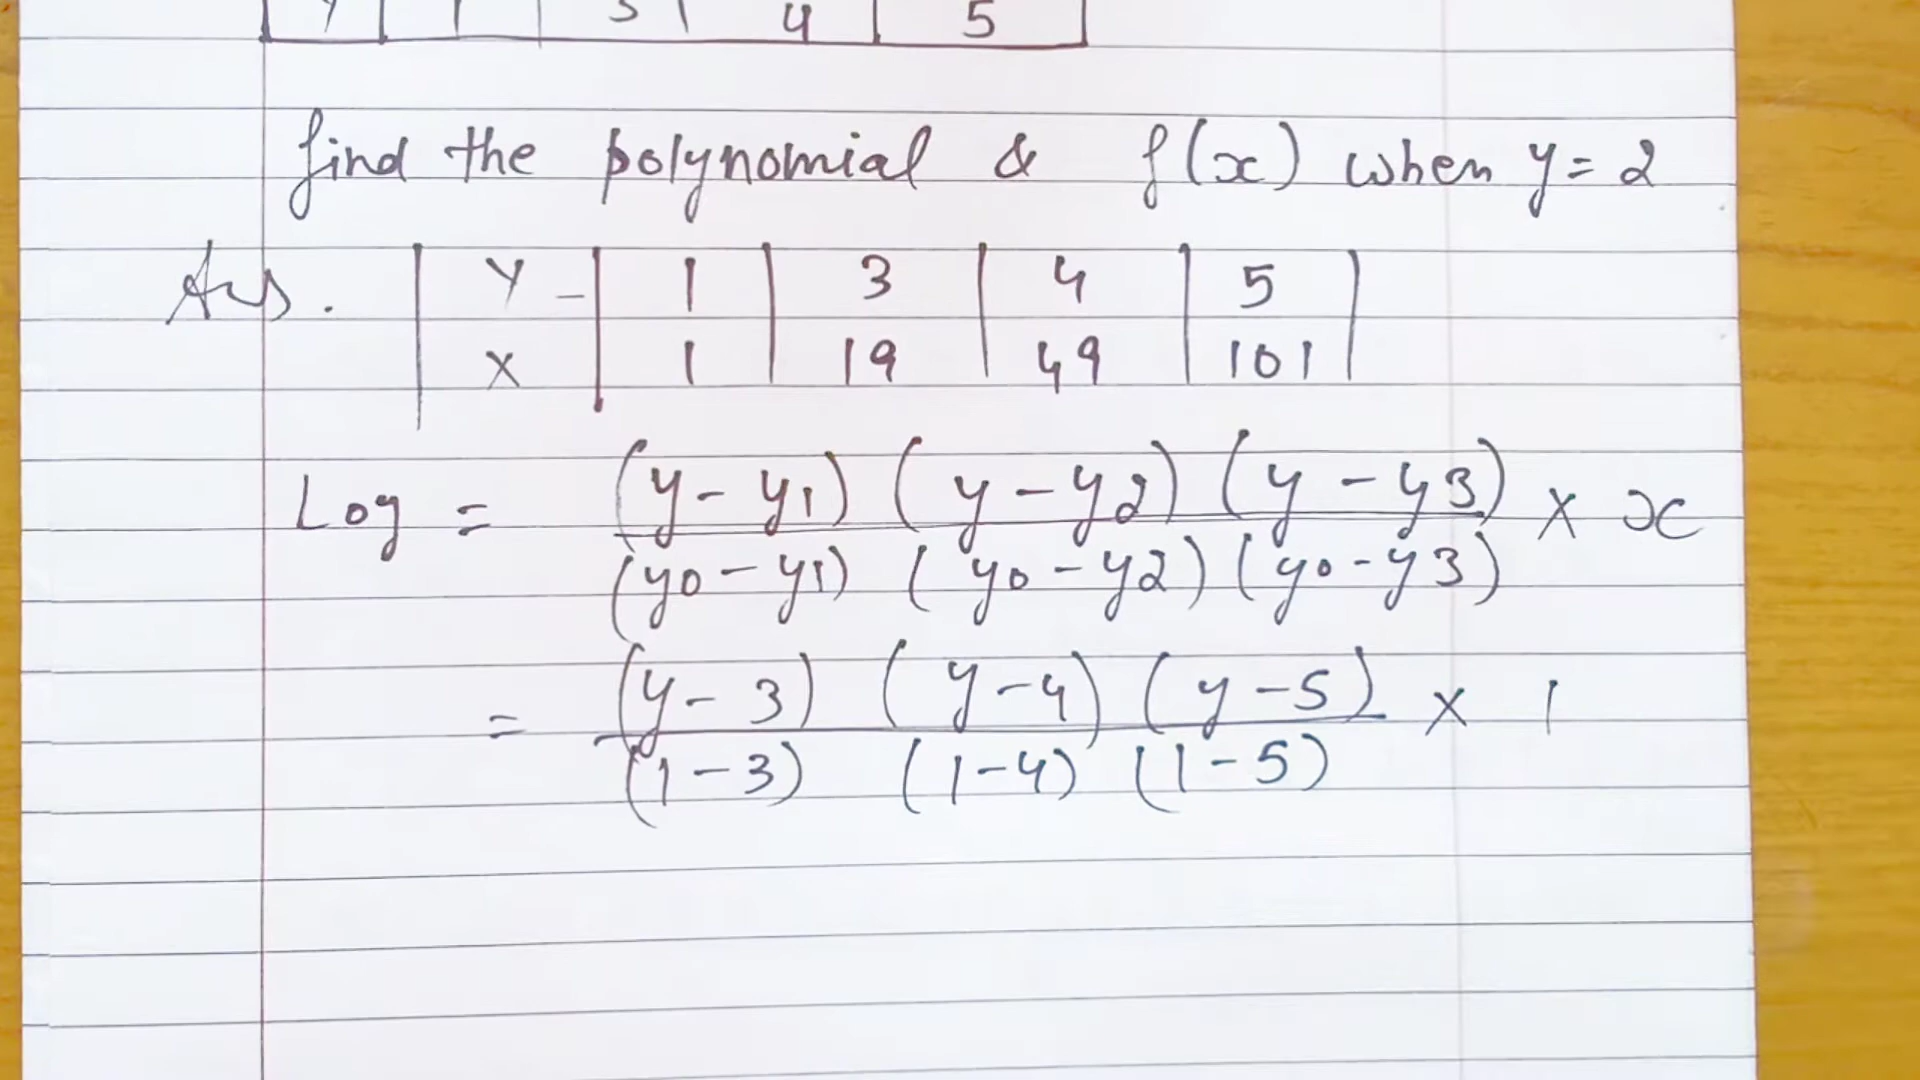 4 5
find the polynomial & f(x) when y = 2
Ans. Y - 1 3 4 5
X 1 19 49 101
Loy = (y - y1) (y - y2) (y - y3) × x
(y0 - y1) (y0 - y2) (y0 - y3)
= (y - 3) (y - 4) (y - 5) × 1
(1 - 3) (1 - 4) (1 - 5)